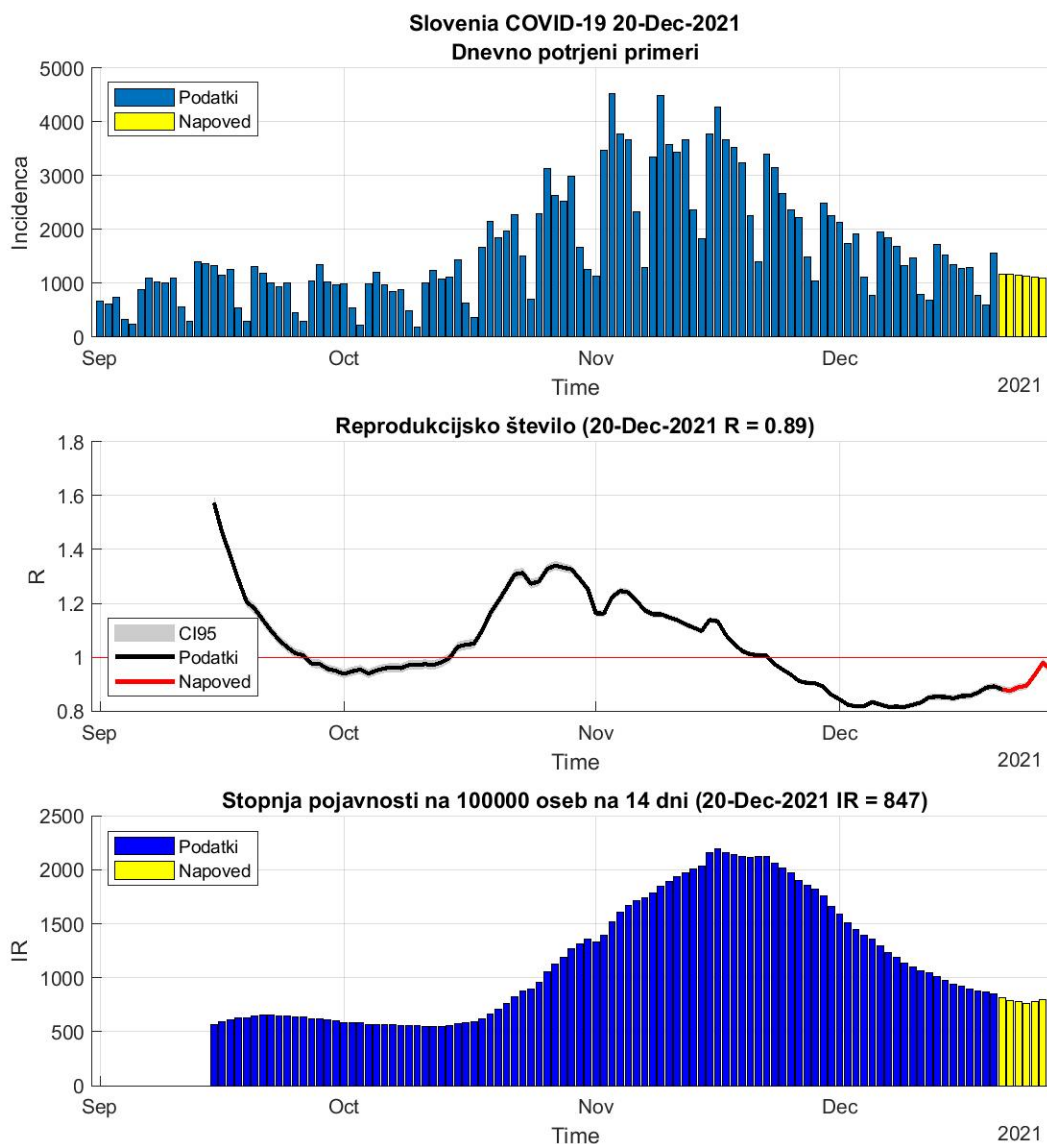 Slovenia COVID-19 20-Dec-2021
Dnevno potrjeni primeri
5000
4000
3000
2000
1000
0
Incidenca
Podatki
Napoved
Sep
Oct
Nov
Dec
Time
2021
Reprodukcijsko število (20-Dec-2021 R = 0.89)
1.8
1.6
1.4
1.2
1
0.8
R
CI95
Podatki
Napoved
Sep
Oct
Nov
Dec
Time
2021
Stopnja pojavnosti na 100000 oseb na 14 dni (20-Dec-2021 IR = 847)
2500
2000
1500
1000
500
0
IR
Podatki
Napoved
Sep
Oct
Nov
Dec
Time
2021